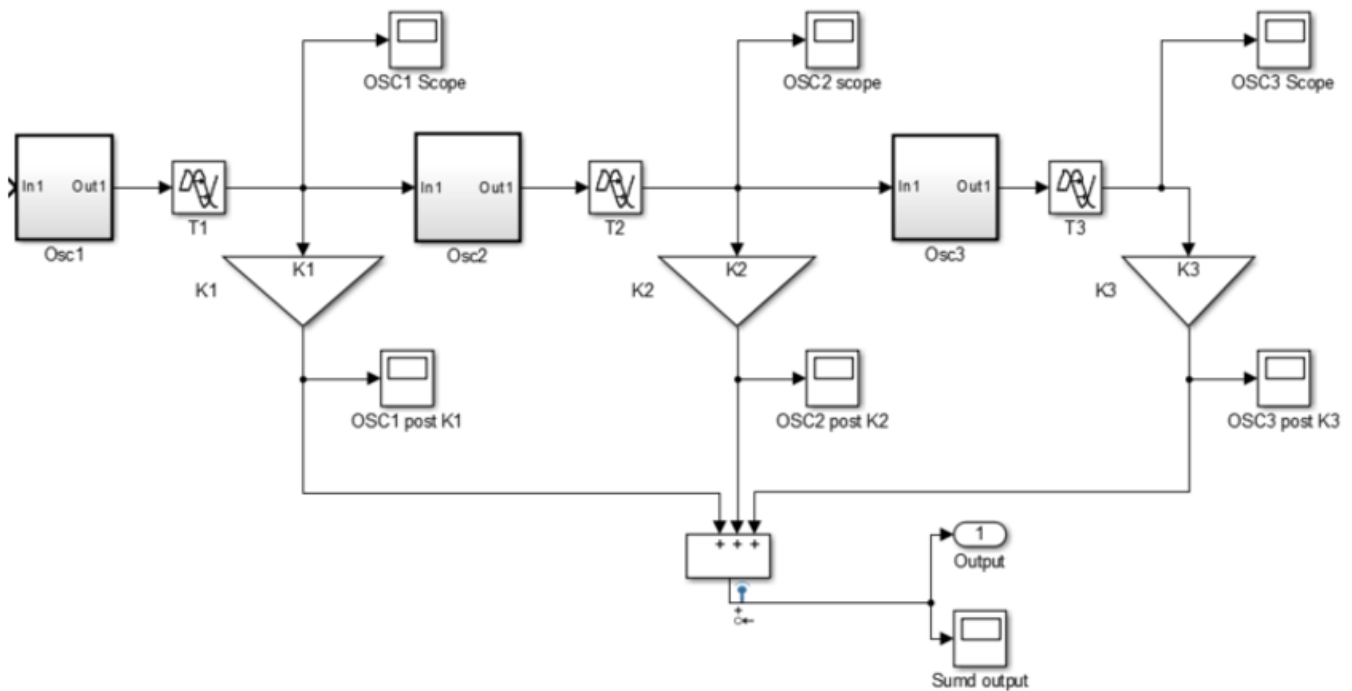 OSC1 Scope
OSC2 scope
OSC3 Scope
In1 Out1
Osc1
T1
In1 Out1
Osc2
T2
In1 Out1
Osc3
T3
K1
K1
K2
K2
K3
K3
OSC1 post K1
OSC2 post K2
OSC3 post K3
+ + +
1
Output
+
Sumd output